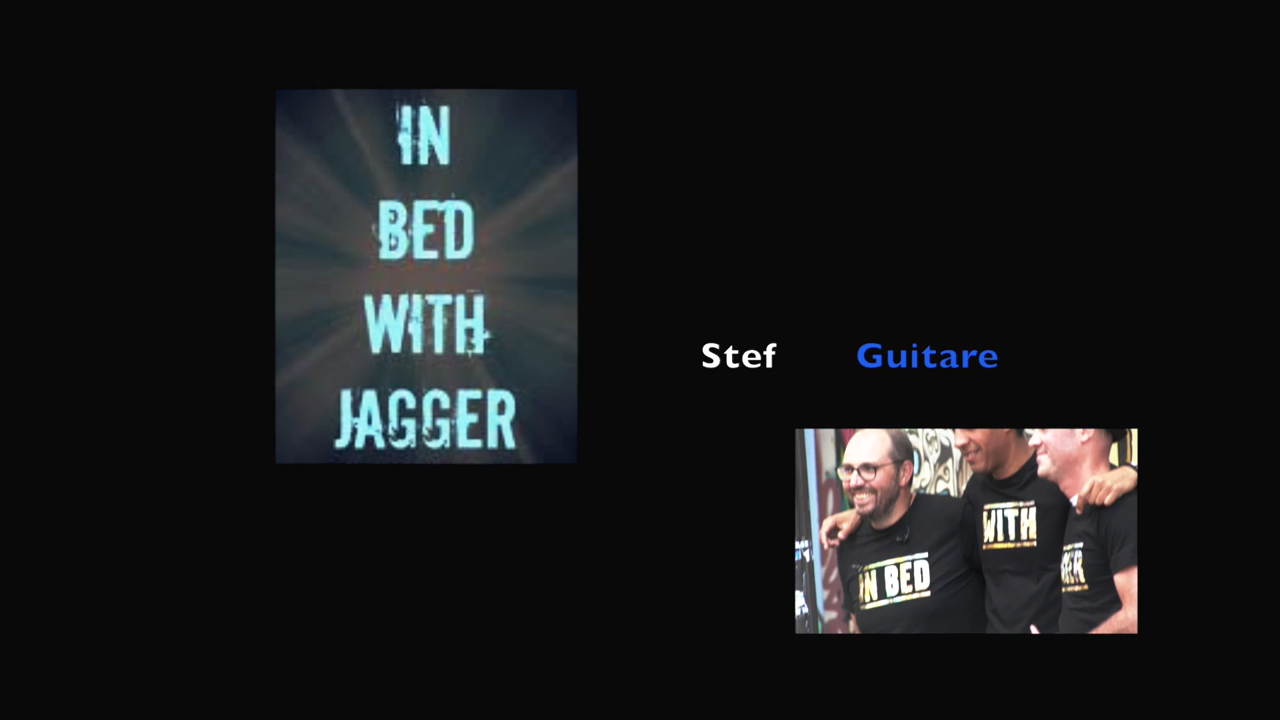 IN
BED
WITH
JAGGER
Stef Guitare
IN BED
WITH